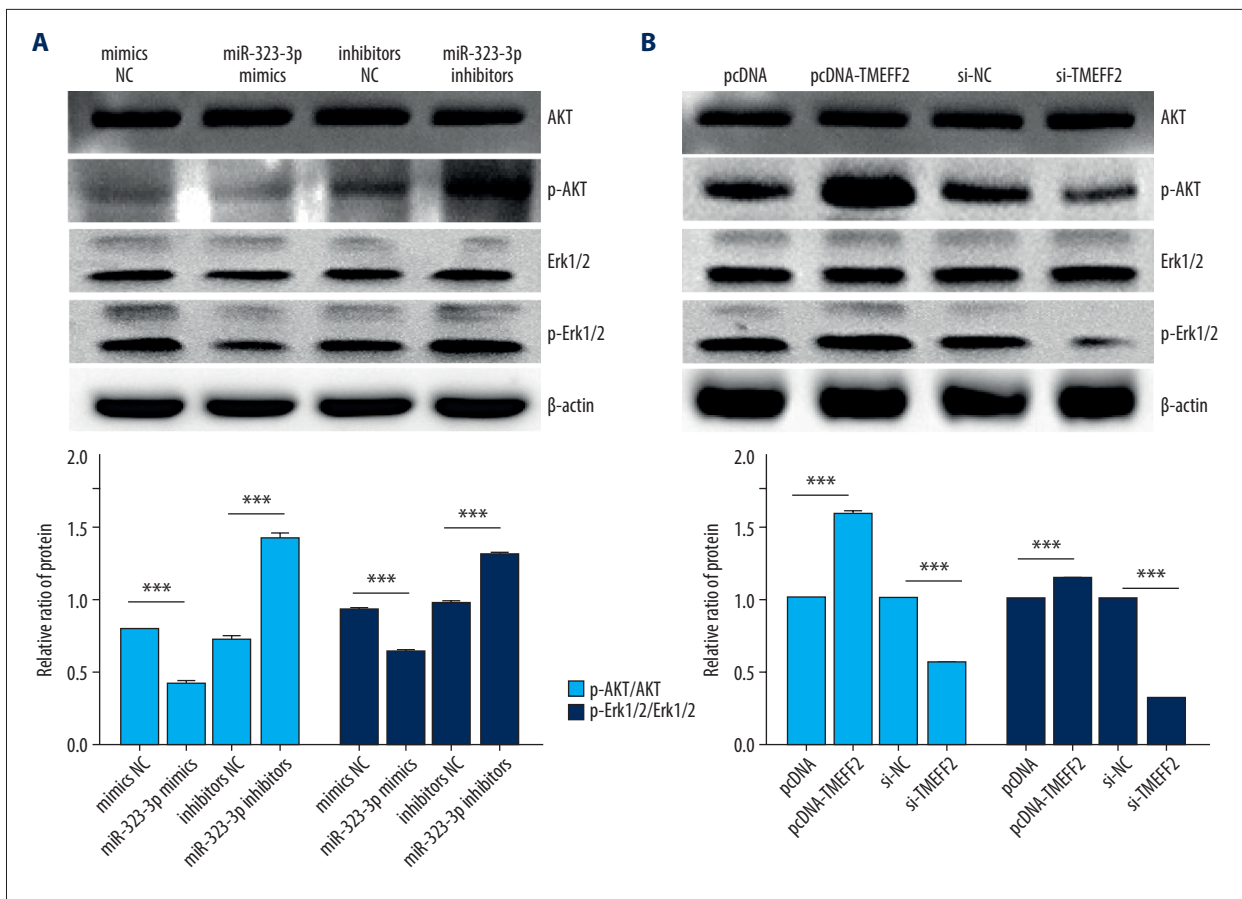 A
mimics NC
miR-323-3p mimics
inhibitors NC
miR-323-3p inhibitors
AKT
p-AKT
Erk1/2
p-Erk1/2
β-actin
2.0
1.5
1.0
0.5
0.0
Relative ratio of protein
***
***
***
***
mimics NC
miR-323-3p mimics
inhibitors NC
miR-323-3p inhibitors
mimics NC
miR-323-3p mimics
inhibitors NC
miR-323-3p inhibitors
p-AKT/AKT
p-Erk1/2/Erk1/2
B
pcDNA
pcDNA-TMEFF2
si-NC
si-TMEFF2
AKT
p-AKT
Erk1/2
p-Erk1/2
β-actin
2.0
1.5
1.0
0.5
0.0
Relative ratio of protein
***
***
***
***
pcDNA
pcDNA-TMEFF2
si-NC
si-TMEFF2
pcDNA
pcDNA-TMEFF2
si-NC
si-TMEFF2